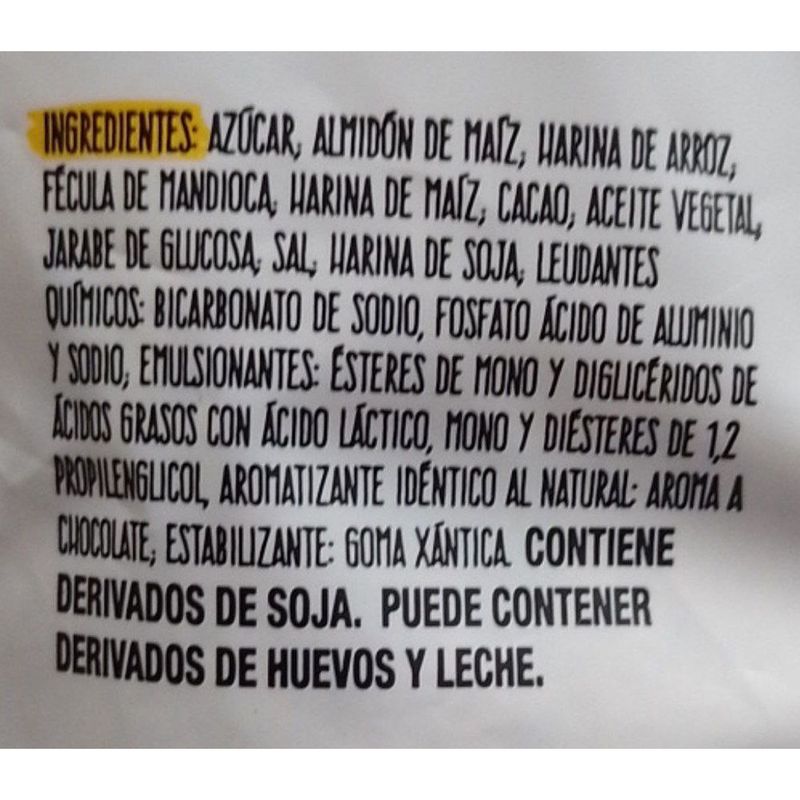 INGREDIENTES: AZÚCAR, ALMIDÓN DE MAÍZ, HARINA DE ARROZ,
FÉCULA DE MANDIOCA, HARINA DE MAÍZ, CACAO, ACEITE VEGETAL,
JARABE DE GLUCOSA, SAL, HARINA DE SOJA, LEUDANTES
QUÍMICOS: BICARBONATO DE SODIO, FOSFATO ÁCIDO DE ALUMINIO
Y SODIO, EMULSIONANTES: ÉSTERES DE MONO Y DIGLICÉRIDOS DE
ÁCIDOS GRASOS CON ÁCIDO LÁCTICO, MONO Y DIÉSTERES DE 1,2
PROPILENGLICOL, AROMATIZANTE IDÉNTICO AL NATURAL: AROMA A
CHOCOLATE, ESTABILIZANTE: GOMA XÁNTICA. CONTIENE
DERIVADOS DE SOJA. PUEDE CONTENER
DERIVADOS DE HUEVOS Y LECHE.